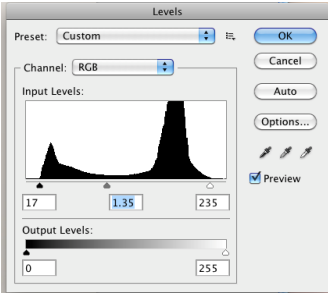 Levels
Preset: Custom
OK
Channel: RGB
Cancel
Input Levels:
Auto
Options...
Preview
17 1.35 235
Output Levels:
0 255